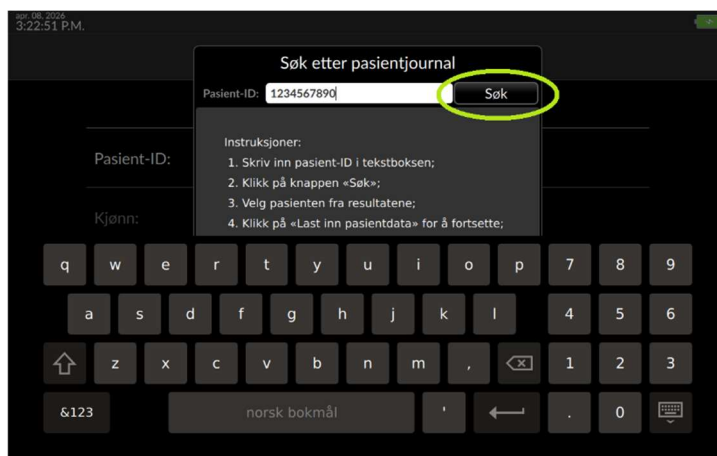 apr. 08, 2026
3:22:51 P.M.
Søk etter pasientjournal
Pasient-ID: 1234567890 Søk
Instruksjoner:
1. Skriv inn pasient-ID i tekstboksen;
2. Klikk på knappen «Søk»;
3. Velg pasienten fra resultatene;
4. Klikk på «Last inn pasientdata» for å fortsette;
Pasient-ID:
Kjønn:
q w e r t y u i o p 7 8 9
a s d f g h j k l 4 5 6
z x c v b n m , 1 2 3
&123 norsk bokmål ' . 0